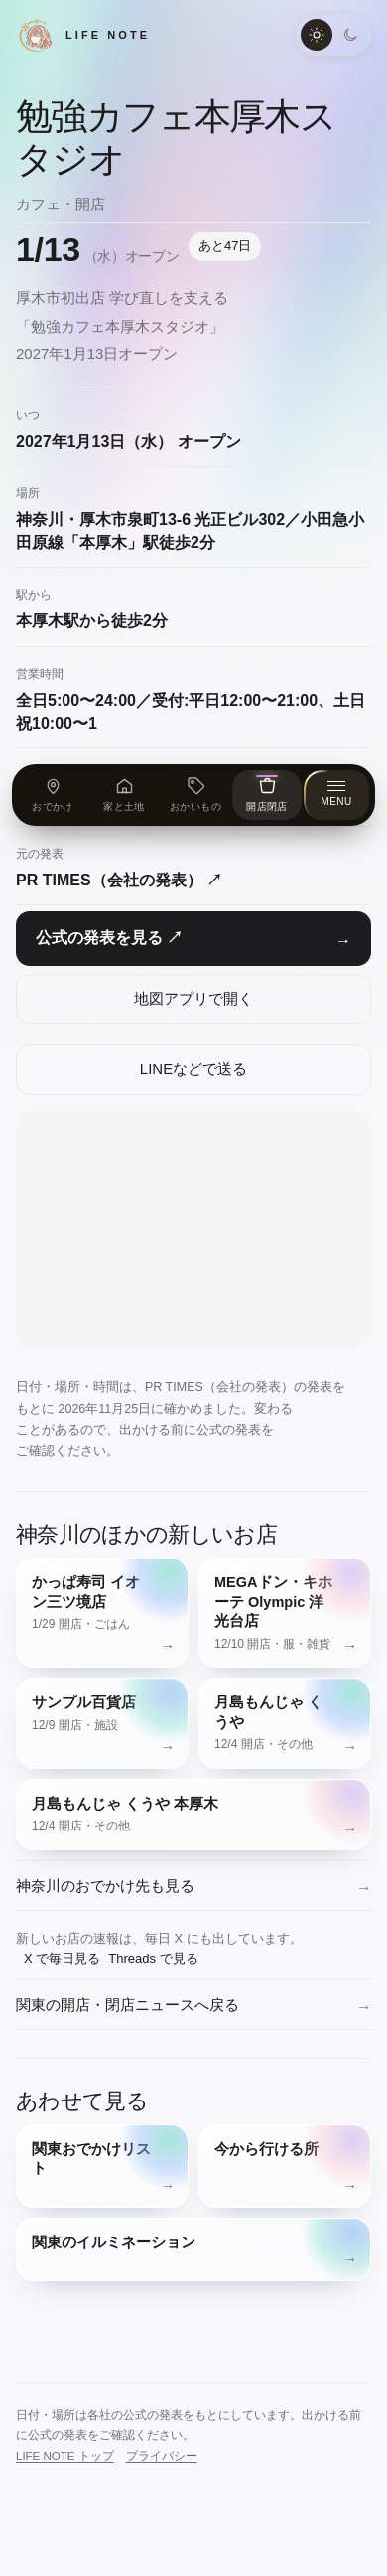 LIFE NOTE
勉強カフェ本厚木ス
タジオ
カフェ・開店
1/13 （水）オープン あと47日
厚木市初出店 学び直しを支える
「勉強カフェ本厚木スタジオ」
2027年1月13日オープン
いつ
2027年1月13日（水） オープン
場所
神奈川・厚木市泉町13-6 光正ビル302／小田急小
田原線「本厚木」駅徒歩2分
駅から
本厚木駅から徒歩2分
営業時間
全日5:00〜24:00／受付:平日12:00〜21:00、土日
祝10:00〜1
おでかけ 家と土地 おかいもの 開店閉店 MENU
元の発表
PR TIMES（会社の発表） ↗
公式の発表を見る ↗ →
地図アプリで開く
LINEなどで送る
日付・場所・時間は、PR TIMES（会社の発表）の発表を
もとに 2026年11月25日に確かめました。変わる
ことがあるので、出かける前に公式の発表を
ご確認ください。
神奈川のほかの新しいお店
かっぱ寿司 イオ
ン三ツ境店
1/29 開店・ごはん
→
MEGAドン・キホ
ーテ Olympic 洋
光台店
12/10 開店・服・雑貨 →
サンプル百貨店
12/9 開店・施設
→
月島もんじゃ く
うや
12/4 開店・その他 →
月島もんじゃ くうや 本厚木
12/4 開店・その他 →
神奈川のおでかけ先も見る →
新しいお店の速報は、毎日 X にも出しています。
X で毎日見る Threads で見る
関東の開店・閉店ニュースへ戻る →
あわせて見る
関東おでかけリス
ト
→
今から行ける所
→
関東のイルミネーション
→
日付・場所は各社の公式の発表をもとにしています。出かける前
に公式の発表をご確認ください。
LIFE NOTE トップ プライバシー